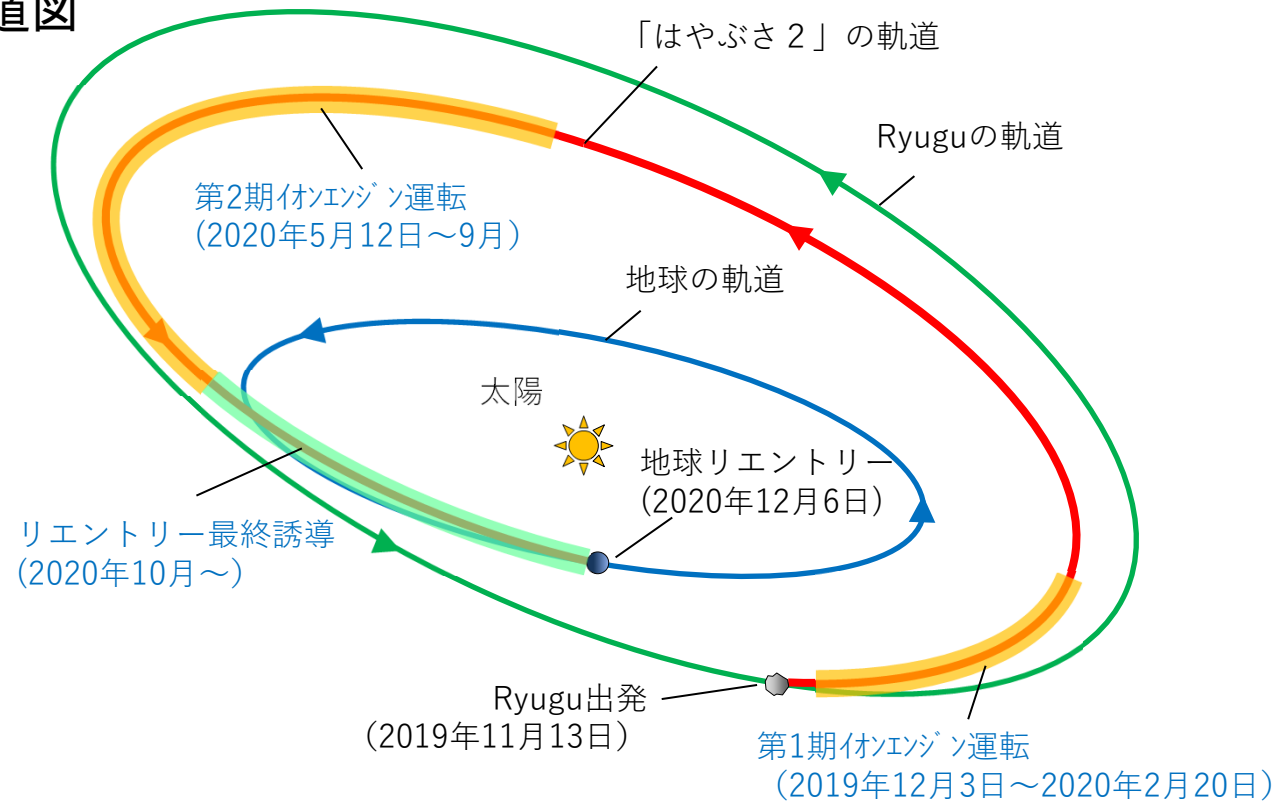 道図
「はやぶさ２」の軌道
Ryuguの軌道
第2期ｲｵﾝｴﾝｼﾞﾝ運転
(2020年5月12日～9月)
地球の軌道
太陽
地球リエントリー
(2020年12月6日)
リエントリー最終誘導
(2020年10月～)
Ryugu出発
(2019年11月13日)
第1期ｲｵﾝｴﾝｼﾞﾝ運転
(2019年12月3日～2020年2月20日)